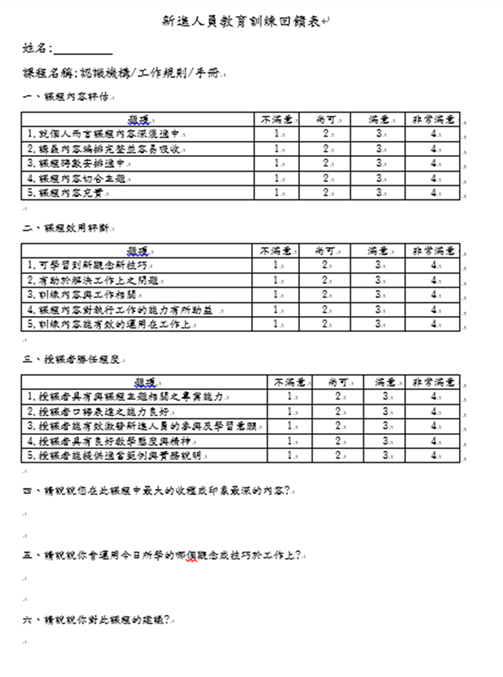 新進人員教育訓練回饋表
姓名:
課程名稱:認識機構/工作規則/手冊
一、課程內容評估
選項 不滿意 尚可 滿意 非常滿意
1.就個人而言課程內容深淺適中 1 2 3 4
2.講義內容編排完整並容易吸收 1 2 3 4
3.課程時數安排適中 1 2 3 4
4.課程內容切合主題 1 2 3 4
5.課程內容充實 1 2 3 4
二、課程效用評斷
選項 不滿意 尚可 滿意 非常滿意
1.可學習到新觀念新技巧 1 2 3 4
2.有助於解決工作上之問題 1 2 3 4
3.訓練內容與工作相關 1 2 3 4
4.課程內容對執行工作的能力有所助益 1 2 3 4
5.訓練內容能有效的運用在工作上 1 2 3 4
三、授課者勝任程度
選項 不滿意 尚可 滿意 非常滿意
1.授課者具有與課程主題相關之專業能力 1 2 3 4
2.授課者口語表達之能力良好 1 2 3 4
3.授課者能有效激發新進人員的參與及學習意願 1 2 3 4
4.授課者具有良好教學態度與精神 1 2 3 4
5.授課者能提供適當範例與實務說明 1 2 3 4
四、請說說您在此課程中最大的收穫或印象最深的內容?
五、請說說你會運用今日所學的哪個觀念或技巧於工作上?
六、請說說你對此課程的建議?